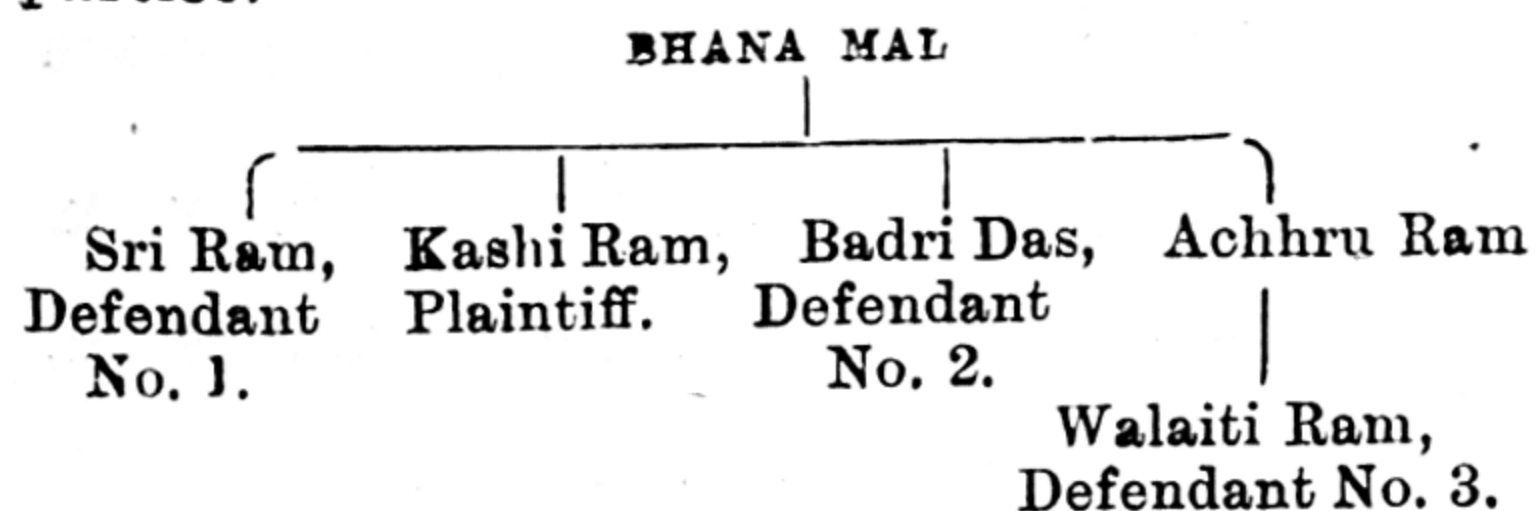 BHANA MAL
Sri Ram, Kashi Ram, Badri Das, Achhru Ram
Defendant Plaintiff. Defendant
No. 1. No. 2.
Walaiti Ram,
Defendant No. 3.